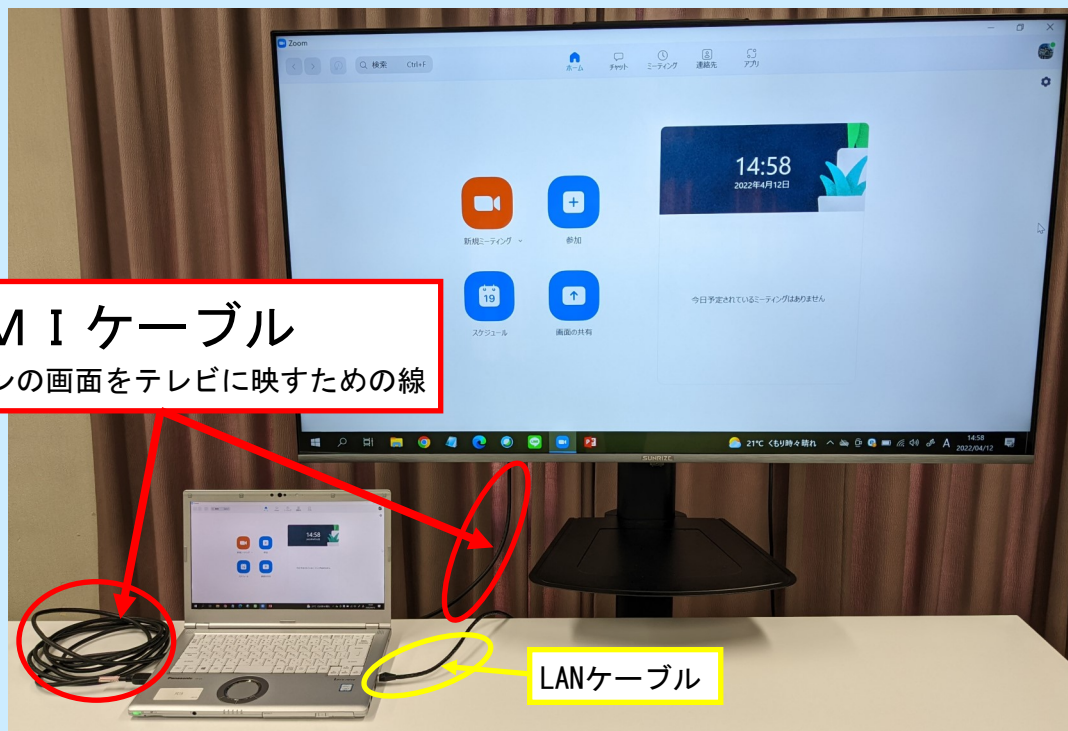 Zoom
検索 Ctrl+F
ホーム
チャット
ミーティング
連絡先
アプリ
14:58
2022年4月12日
新規ミーティング
参加
19
スケジュール
画面の共有
今日予定されているミーティングはありません
ＭＩケーブル
ンの画面をテレビに映すための線
21°C くもり時々晴れ
A
14:58
2022/04/12
SUNRIZE
14:58
Panasonic
LANケーブル